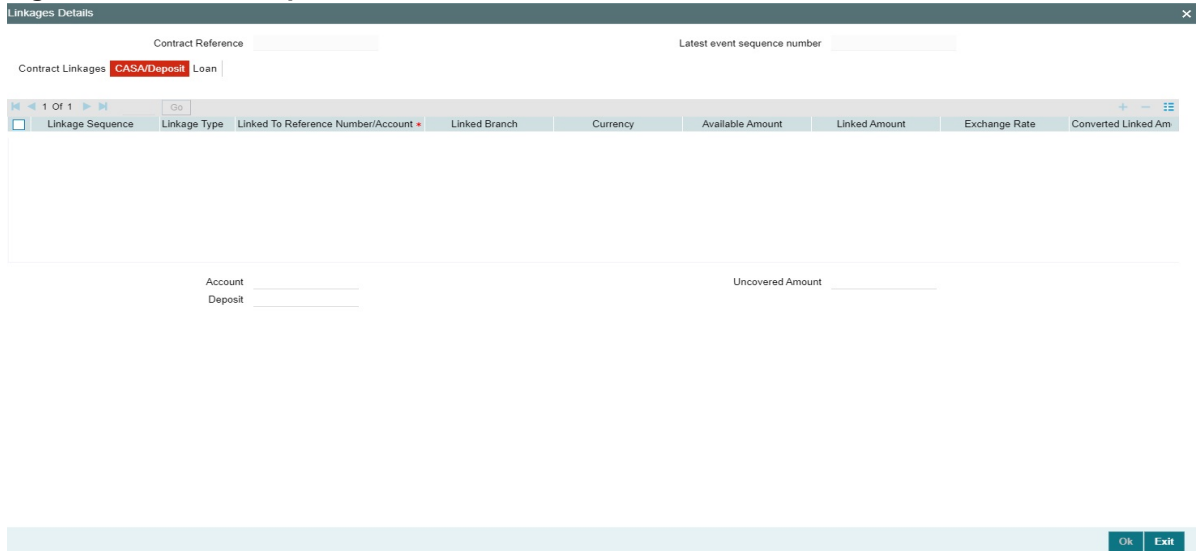 Linkages Details
Contract Reference Latest event sequence number
Contract Linkages CASA/Deposit Loan
1 Of 1 Go
Linkage Sequence Linkage Type Linked To Reference Number/Account * Linked Branch Currency Available Amount Linked Amount Exchange Rate Converted Linked Am
Account Uncovered Amount
Deposit
Ok Exit